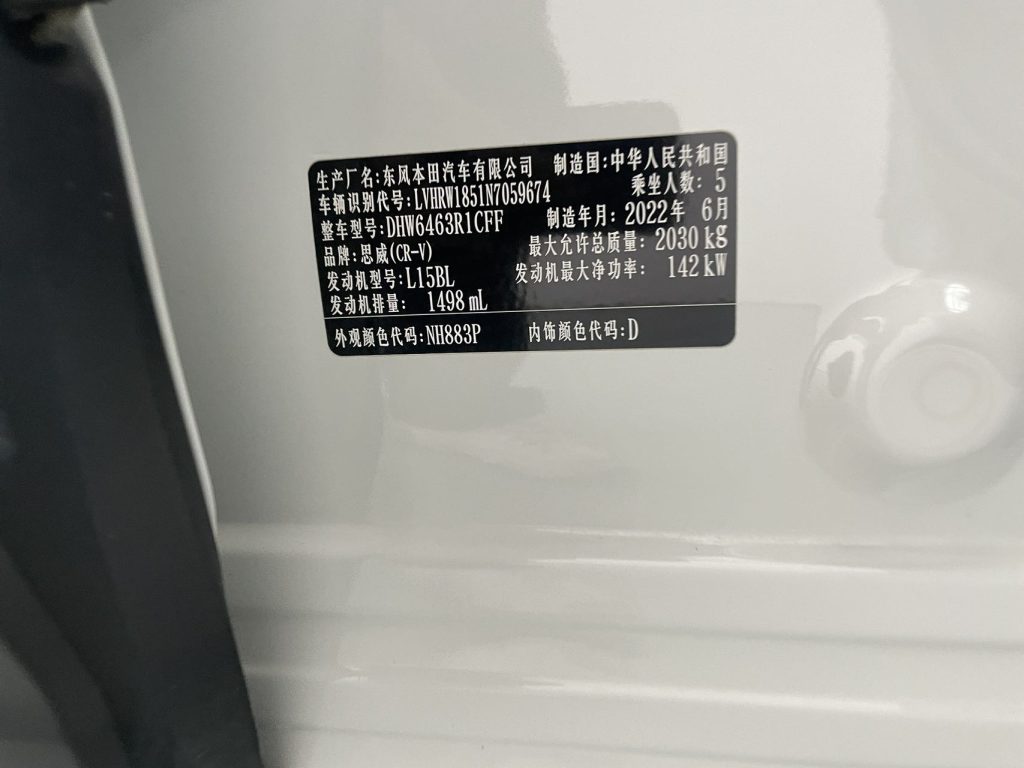 生产厂名:东风本田汽车有限公司 制造国:中华人民共和国
车辆识别代号:LVHRW1851N7059674 乘坐人数: 5
整车型号:DHW6463R1CFF 制造年月: 2022年 6月
品牌:思威(CR-V) 最大允许总质量: 2030 kg
发动机型号:L15BL 发动机最大净功率: 142 kW
发动机排量: 1498 mL
外观颜色代码:NH883P 内饰颜色代码:D